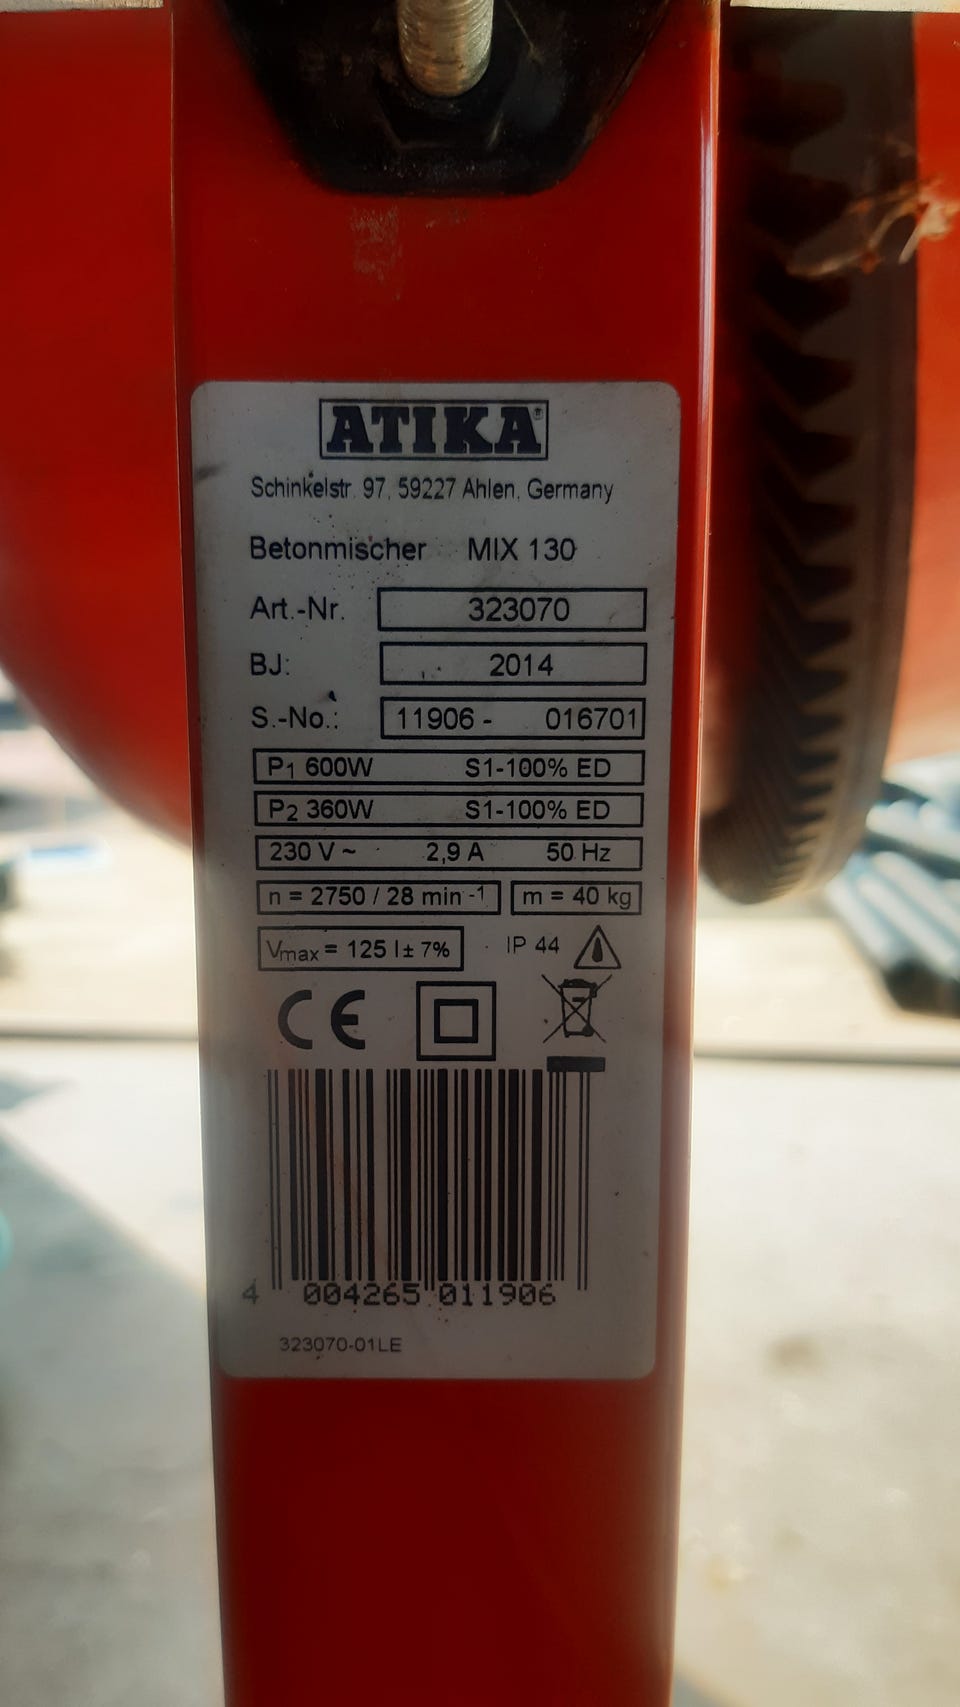 ATIKA®
Schinkelstr. 97, 59227 Ahlen, Germany
Betonmischer MIX 130
Art.-Nr. 323070
BJ: 2014
S.-No.: 11906 - 016701
P1 600W S1-100% ED
P2 360W S1-100% ED
230 V ~ 2,9 A 50 Hz
n = 2750 / 28 min -1 m = 40 kg
Vmax = 125 l ± 7% IP 44
CE
4 004265 011906
323070-01LE